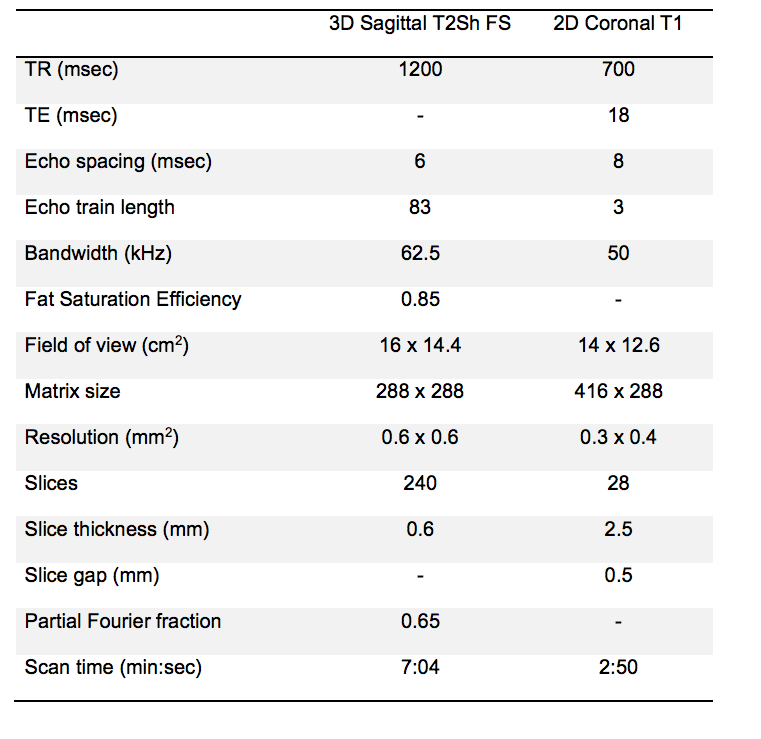 3D Sagittal T2Sh FS 2D Coronal T1
TR (msec) 1200 700
TE (msec) - 18
Echo spacing (msec) 6 8
Echo train length 83 3
Bandwidth (kHz) 62.5 50
Fat Saturation Efficiency 0.85 -
Field of view (cm²) 16 x 14.4 14 x 12.6
Matrix size 288 x 288 416 x 288
Resolution (mm²) 0.6 x 0.6 0.3 x 0.4
Slices 240 28
Slice thickness (mm) 0.6 2.5
Slice gap (mm) - 0.5
Partial Fourier fraction 0.65 -
Scan time (min:sec) 7:04 2:50